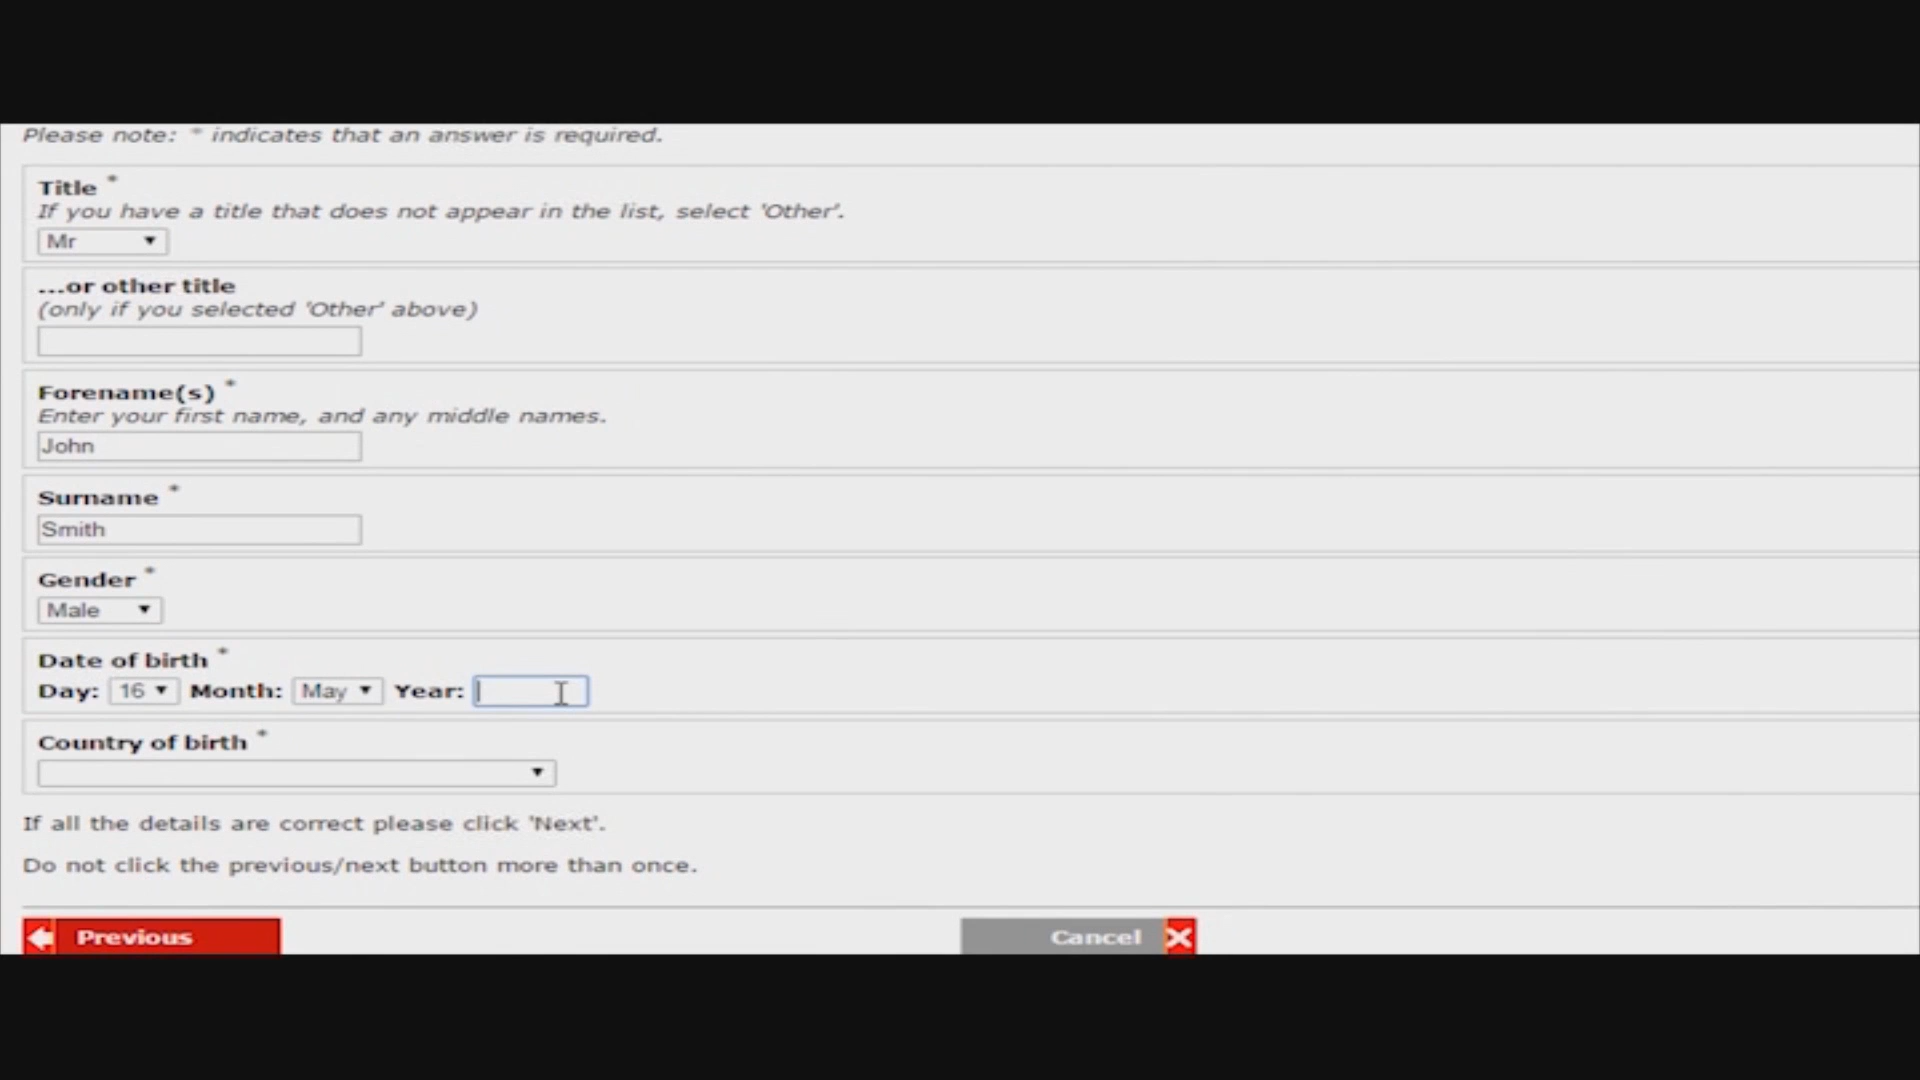 Please note: * indicates that an answer is required.
Title *
If you have a title that does not appear in the list, select 'Other'.
Mr
...or other title
(only if you selected 'Other' above)
Forename(s) *
Enter your first name, and any middle names.
John
Surname *
Smith
Gender *
Male
Date of birth *
Day: 16 Month: May Year:
Country of birth *
If all the details are correct please click 'Next'.
Do not click the previous/next button more than once.
Previous Cancel